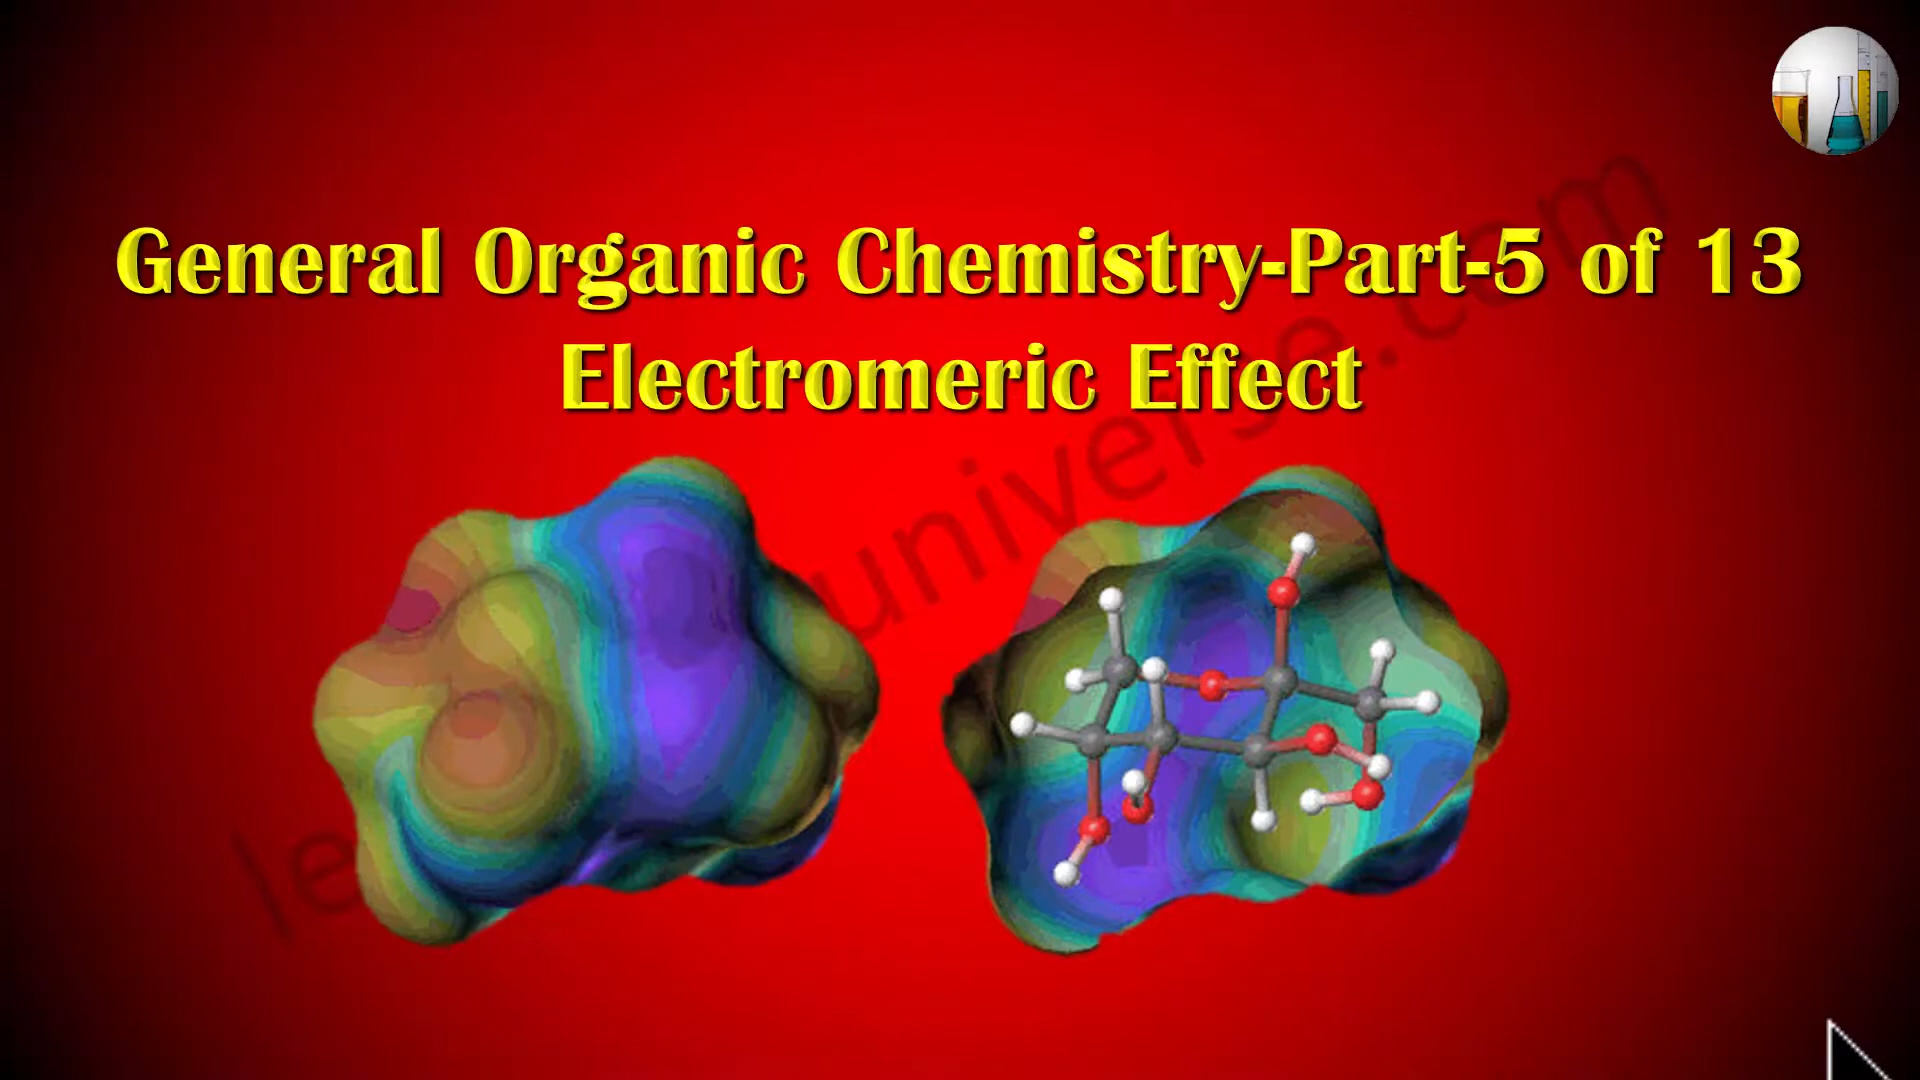 General Organic Chemistry-Part-5 of 13
Electromeric Effect